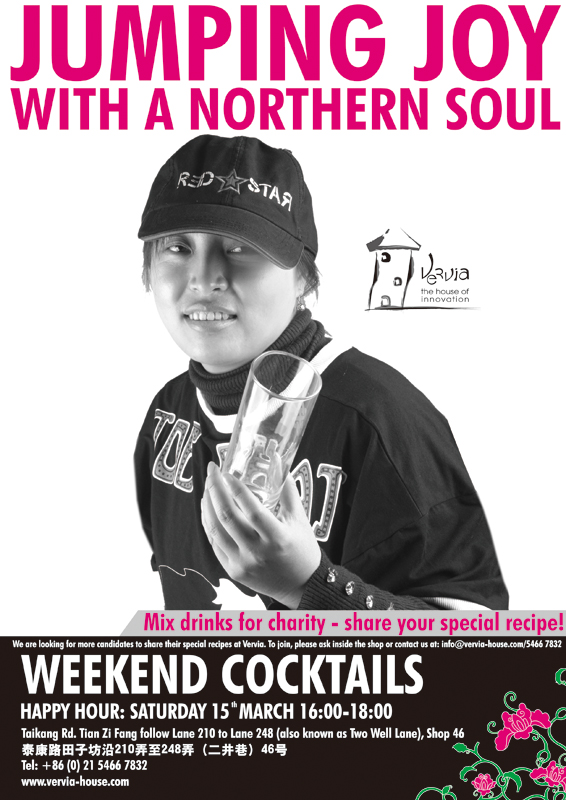 JUMPING JOY
WITH A NORTHERN SOUL
RED STAR
Vervia
the house of
innovation
Mix drinks for charity - share your special recipe!
We are looking for more candidates to share their special recipes at Vervia. To join, please ask inside the shop or contact us at: info@vervia-house.com/5466 7832
WEEKEND COCKTAILS
HAPPY HOUR: SATURDAY 15th MARCH 16:00-18:00
Taikang Rd. Tian Zi Fang follow Lane 210 to Lane 248 (also known as Two Well Lane), Shop 46
泰康路田子坊沿210弄至248弄 (二井巷) 46号
Tel: +86 (0) 21 5466 7832
www.vervia-house.com